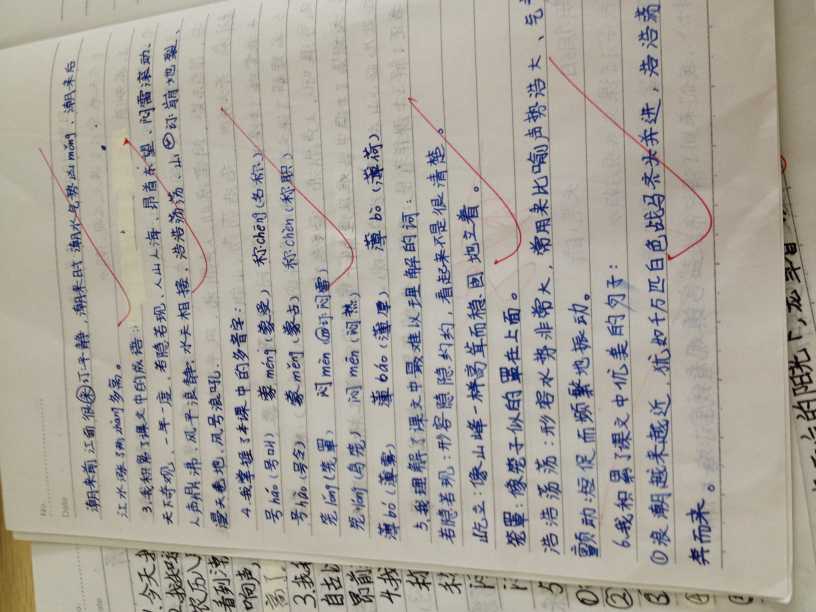 No.
Date
潮来前江面很平静，潮来时潮水气势凶měng，潮来后
江水涨了两zhàng多高。
3.我积累了课文中的成语：
天下奇观、一年一度、若隐若现、人山人海、昂首东望、闷雷滚动、
人声鼎沸、风平浪静、水天相接、浩浩荡荡、山崩地裂、
漫天卷地、风号浪吼
4.我掌握了本课中的多音字：
号háo（号叫） 蒙méng（蒙受） 称chēng（名称）
号hào（号令） 蒙měng（蒙古） 称chèn（称职）
笼lǒng（笼罩） 闷mèn（闷雷）
笼lóng（鸟笼） 闷mēn（闷热）
薄bó（薄雾） 薄báo（薄厚） 薄bò（薄荷）
5.我理解了课文中最难以理解的词：
若隐若现：形容隐隐约约，看起来不是很清楚。
屹立：像山峰一样高耸而稳固地立着。
笼罩：像笼子似的罩在上面。
浩浩荡荡：形容水势非常大，常用来比喻声势浩大、气
颤动：短促而频繁地振动。
6.我积累了课文中优美的句子：
①浪潮越来越近，犹如千万匹白色战马齐头并进，浩浩荡
奔而来。
1.今天
农历八
看到
响声，
高了
3.我
自古
昂首
4.我
称
5
①
②
3
的阳光下，